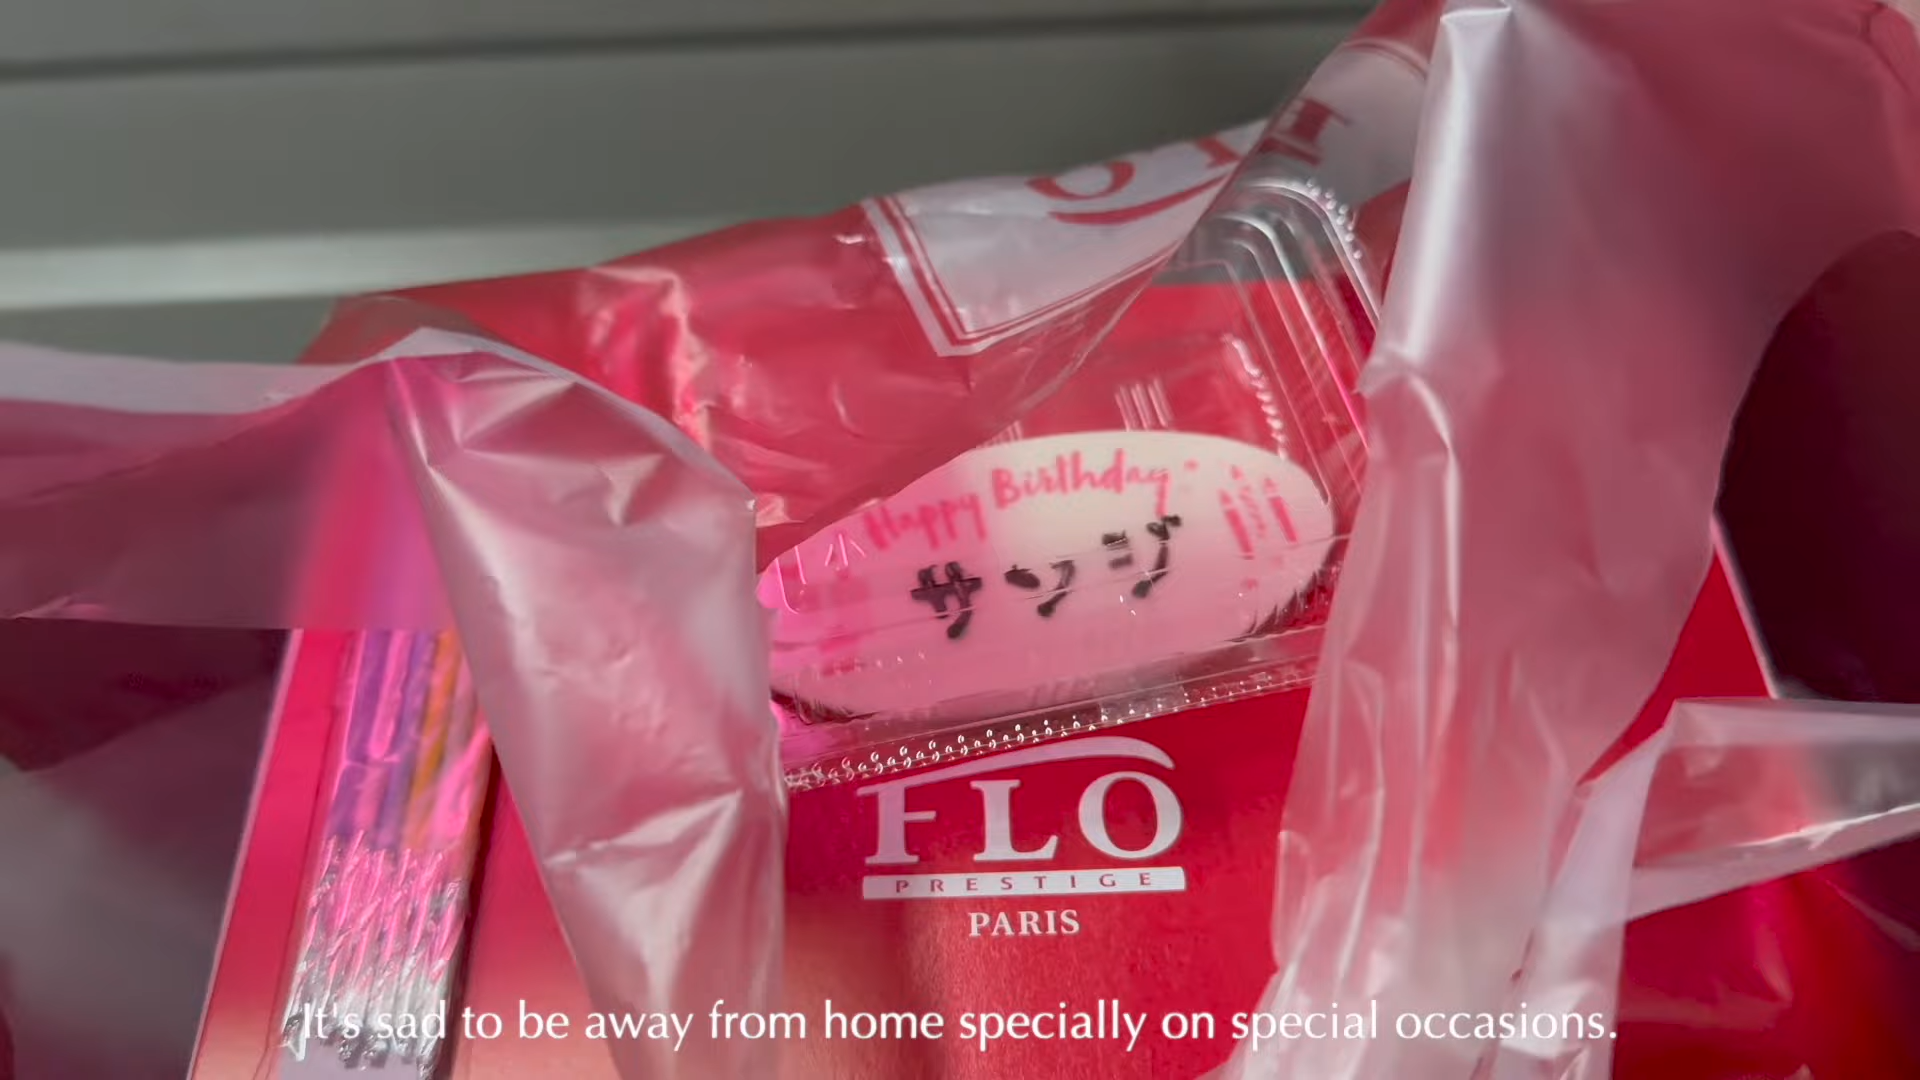 FLO
Happy Birthday
サンジ
FLO
PRESTIGE
PARIS
It's sad to be away from home specially on special occasions.